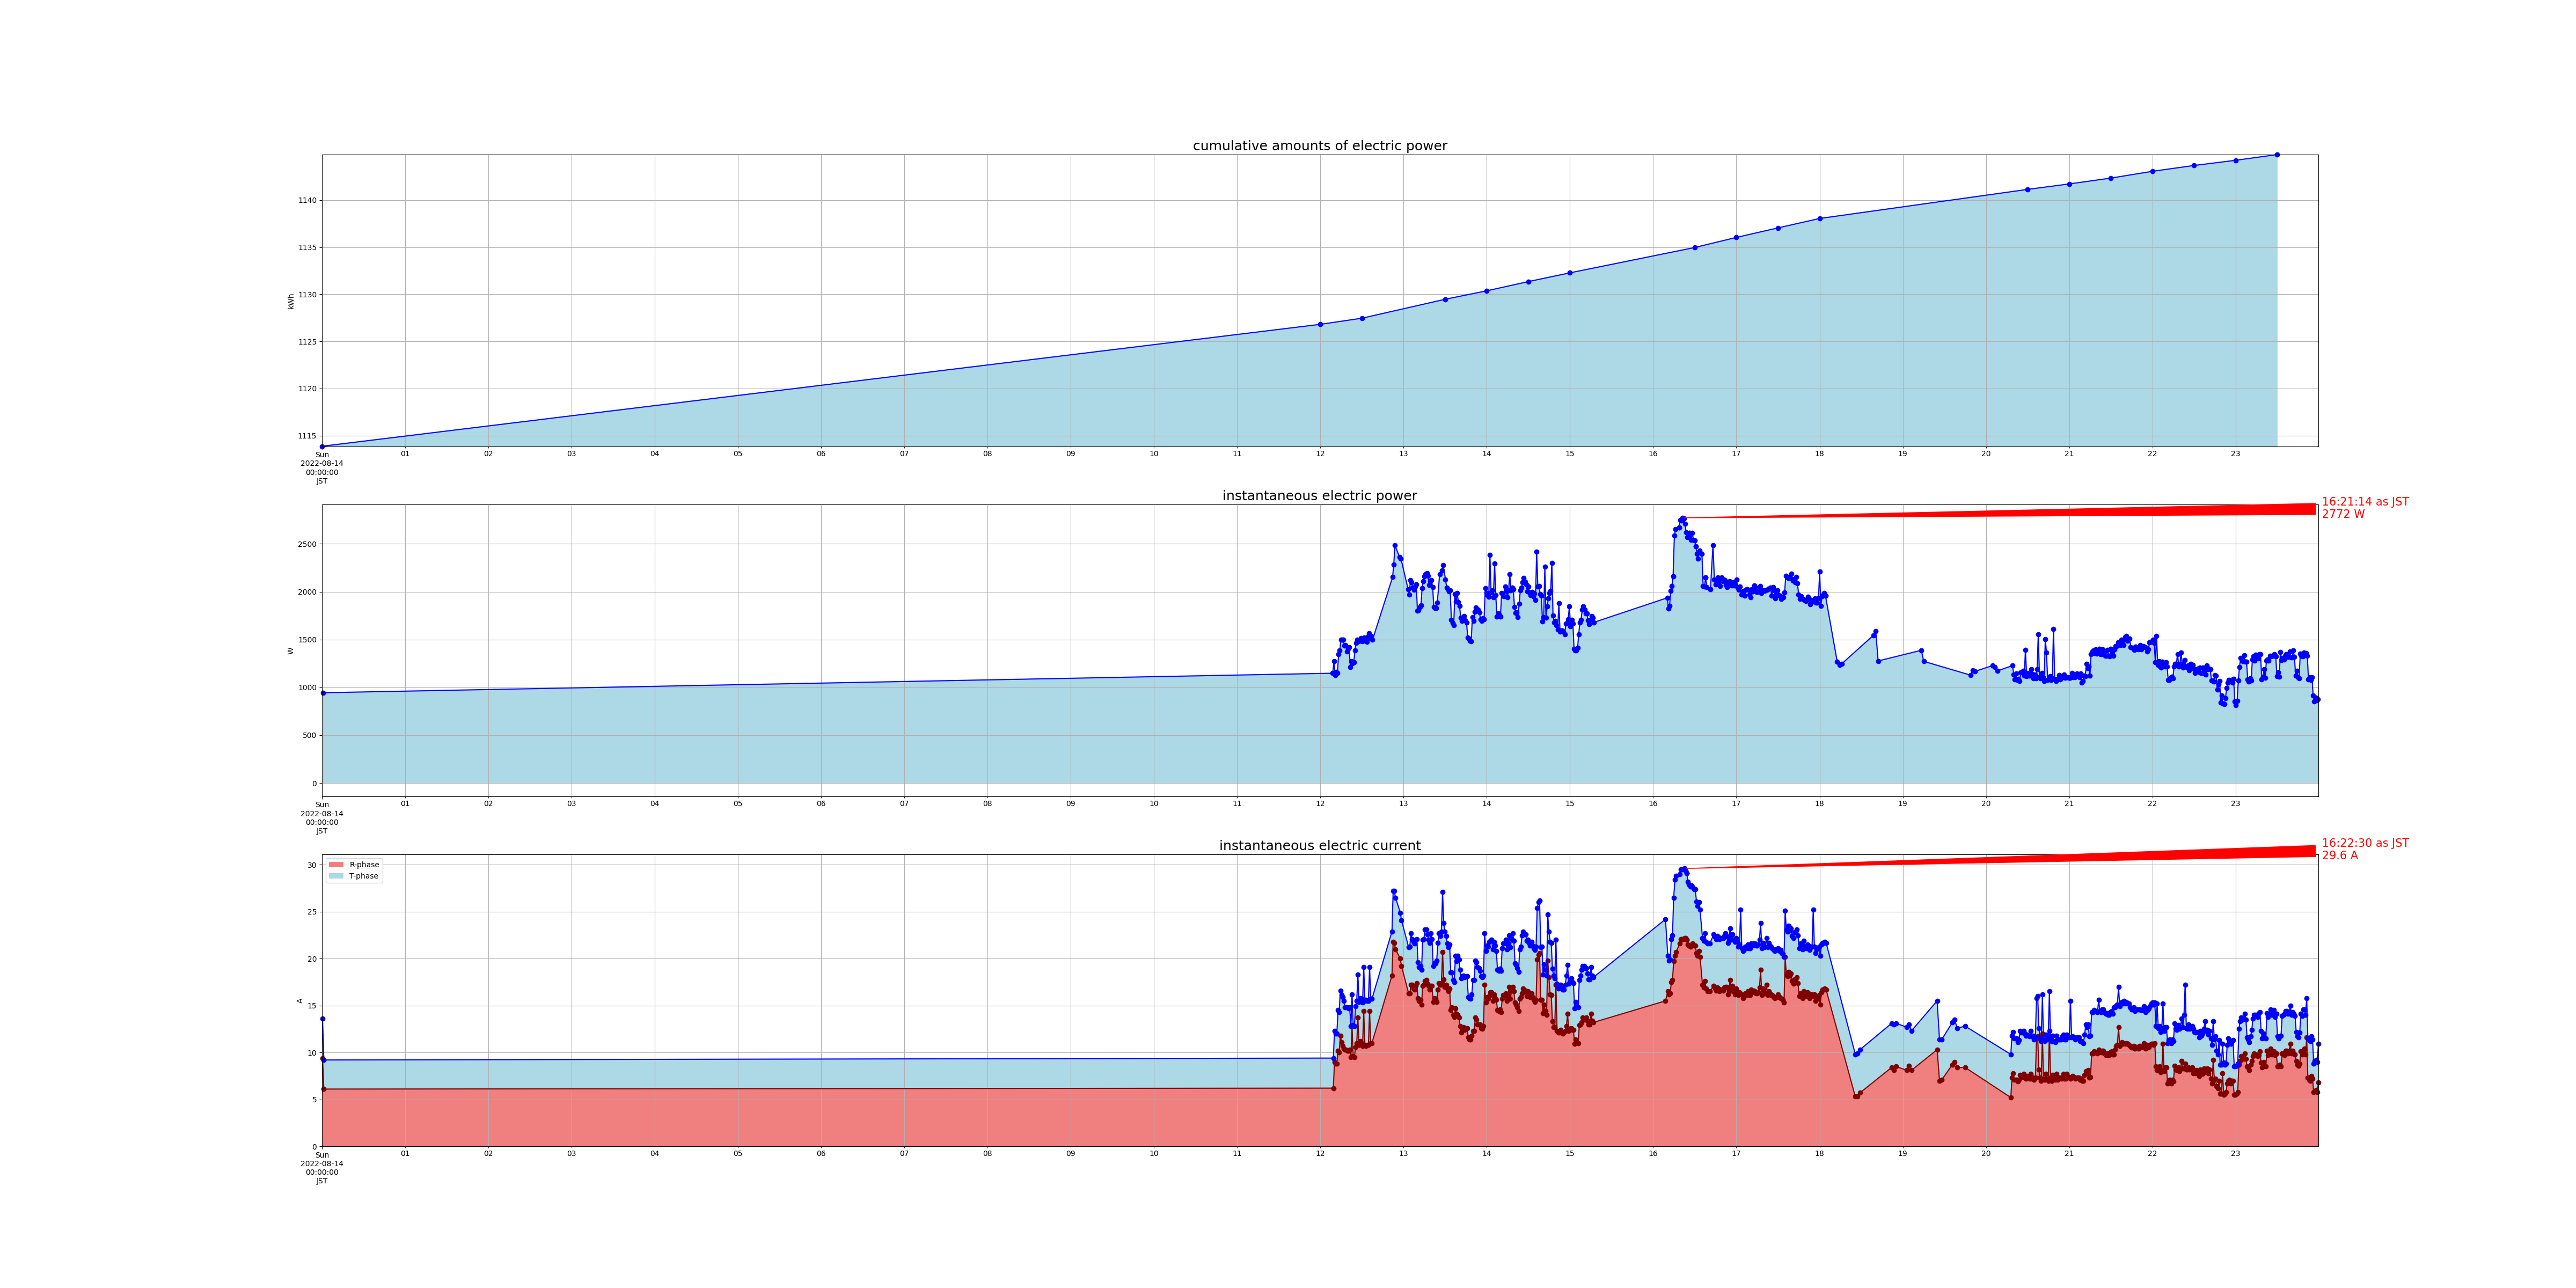 cumulative amounts of electric power
1140
1135
1130
1125
1120
1115
kWh
Sun 01 02 03 04 05 06 07 08 09 10 11 12 13 14 15 16 17 18 19 20 21 22 23
2022-08-14
00:00:00
JST
instantaneous electric power
16:21:14 as JST
2772 W
2500
2000
1500
1000
500
0
W
Sun 01 02 03 04 05 06 07 08 09 10 11 12 13 14 15 16 17 18 19 20 21 22 23
2022-08-14
00:00:00
JST
instantaneous electric current
16:22:30 as JST
29.6 A
R-phase
T-phase
30
25
20
15
10
5
0
A
Sun 01 02 03 04 05 06 07 08 09 10 11 12 13 14 15 16 17 18 19 20 21 22 23
2022-08-14
00:00:00
JST